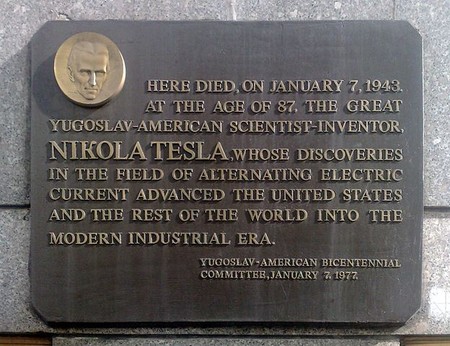 HERE DIED, ON JANUARY 7, 1943,
AT THE AGE OF 87, THE GREAT
YUGOSLAV-AMERICAN SCIENTIST-INVENTOR,
NIKOLA TESLA, WHOSE DISCOVERIES
IN THE FIELD OF ALTERNATING ELECTRIC
CURRENT ADVANCED THE UNITED STATES
AND THE REST OF THE WORLD INTO THE
MODERN INDUSTRIAL ERA.
YUGOSLAV-AMERICAN BICENTENNIAL
COMMITTEE, JANUARY 7, 1977.